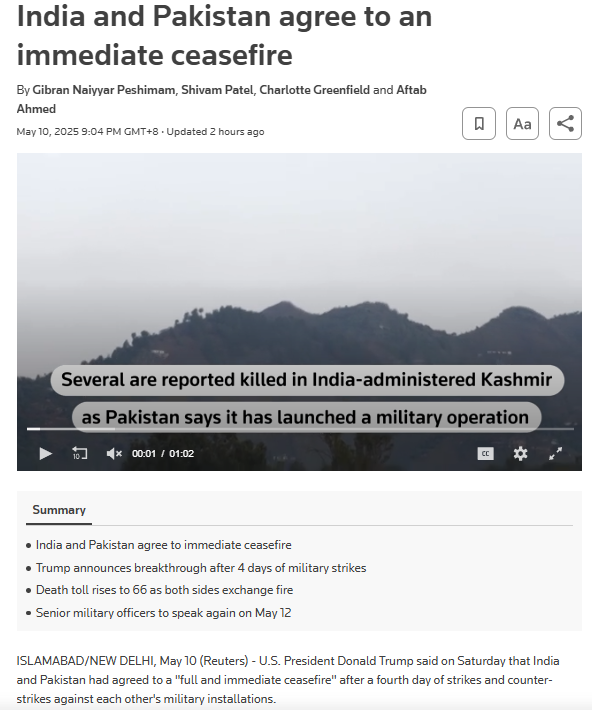 India and Pakistan agree to an
immediate ceasefire
By Gibran Naiyyar Peshimam, Shivam Patel, Charlotte Greenfield and Aftab
Ahmed
May 10, 2025 9:04 PM GMT+8 · Updated 2 hours ago
Aa
Several are reported killed in India-administered Kashmir
as Pakistan says it has launched a military operation
10
00:01 / 01:02
CC
Summary
• India and Pakistan agree to immediate ceasefire
• Trump announces breakthrough after 4 days of military strikes
• Death toll rises to 66 as both sides exchange fire
• Senior military officers to speak again on May 12
ISLAMABAD/NEW DELHI, May 10 (Reuters) - U.S. President Donald Trump said on Saturday that India
and Pakistan had agreed to a "full and immediate ceasefire" after a fourth day of strikes and counter-
strikes against each other's military installations.